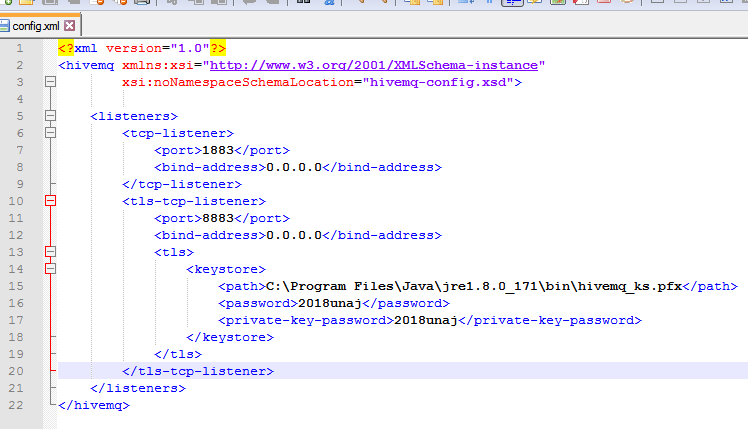 config.xml
1 <?xml version="1.0"?>
2 <hivemq xmlns:xsi="http://www.w3.org/2001/XMLSchema-instance"
3         xsi:noNamespaceSchemaLocation="hivemq-config.xsd">
4
5     <listeners>
6         <tcp-listener>
7             <port>1883</port>
8             <bind-address>0.0.0.0</bind-address>
9         </tcp-listener>
10         <tls-tcp-listener>
11             <port>8883</port>
12             <bind-address>0.0.0.0</bind-address>
13             <tls>
14                 <keystore>
15                     <path>C:\Program Files\Java\jre1.8.0_171\bin\hivemq_ks.pfx</path>
16                     <password>2018unaj</password>
17                     <private-key-password>2018unaj</private-key-password>
18                 </keystore>
19             </tls>
20         </tls-tcp-listener>
21     </listeners>
22 </hivemq>